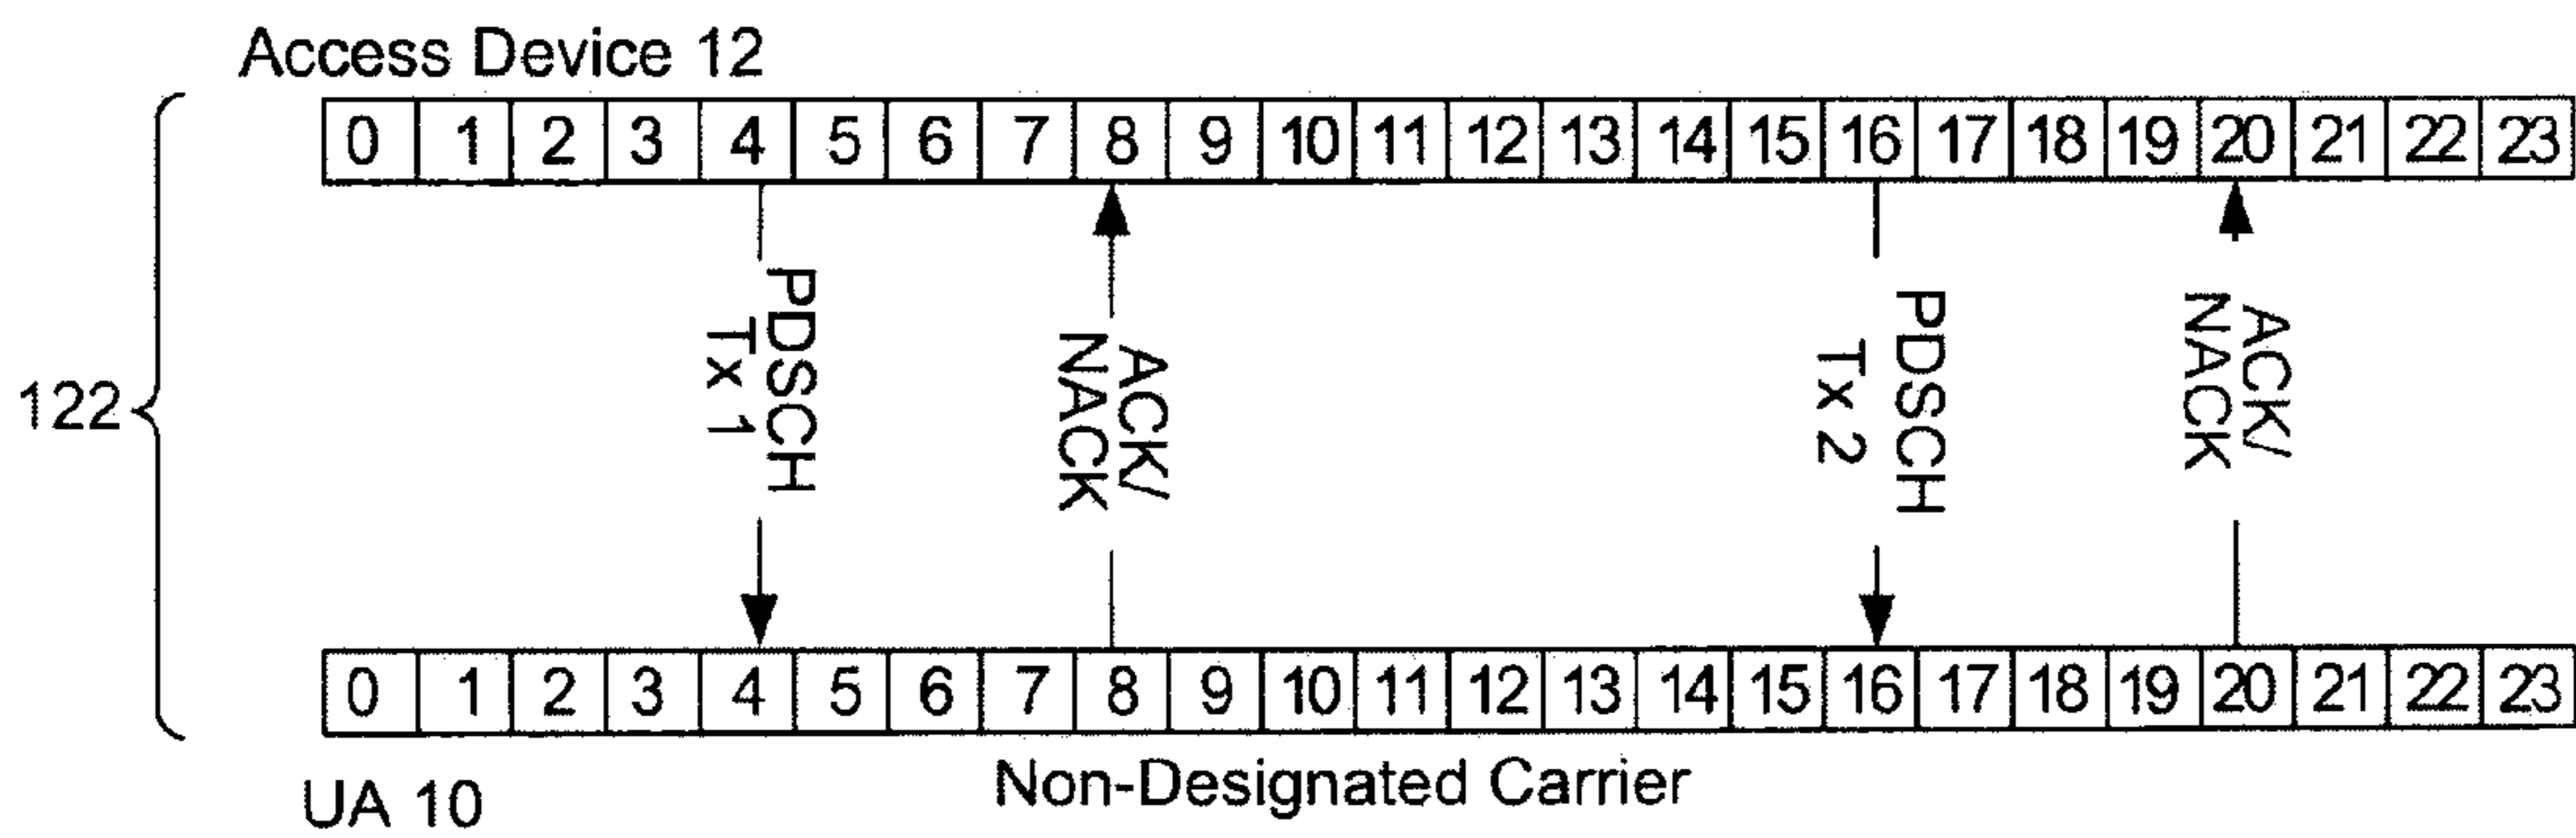 Access Device 12
0 1 2 3 4 5 6 7 8 9 10 11 12 13 14 15 16 17 18 19 20 21 22 23
122
PDSCH
Tx 1
ACK/
NACK
PDSCH
Tx 2
ACK/
NACK
0 1 2 3 4 5 6 7 8 9 10 11 12 13 14 15 16 17 18 19 20 21 22 23
UA 10
Non-Designated Carrier